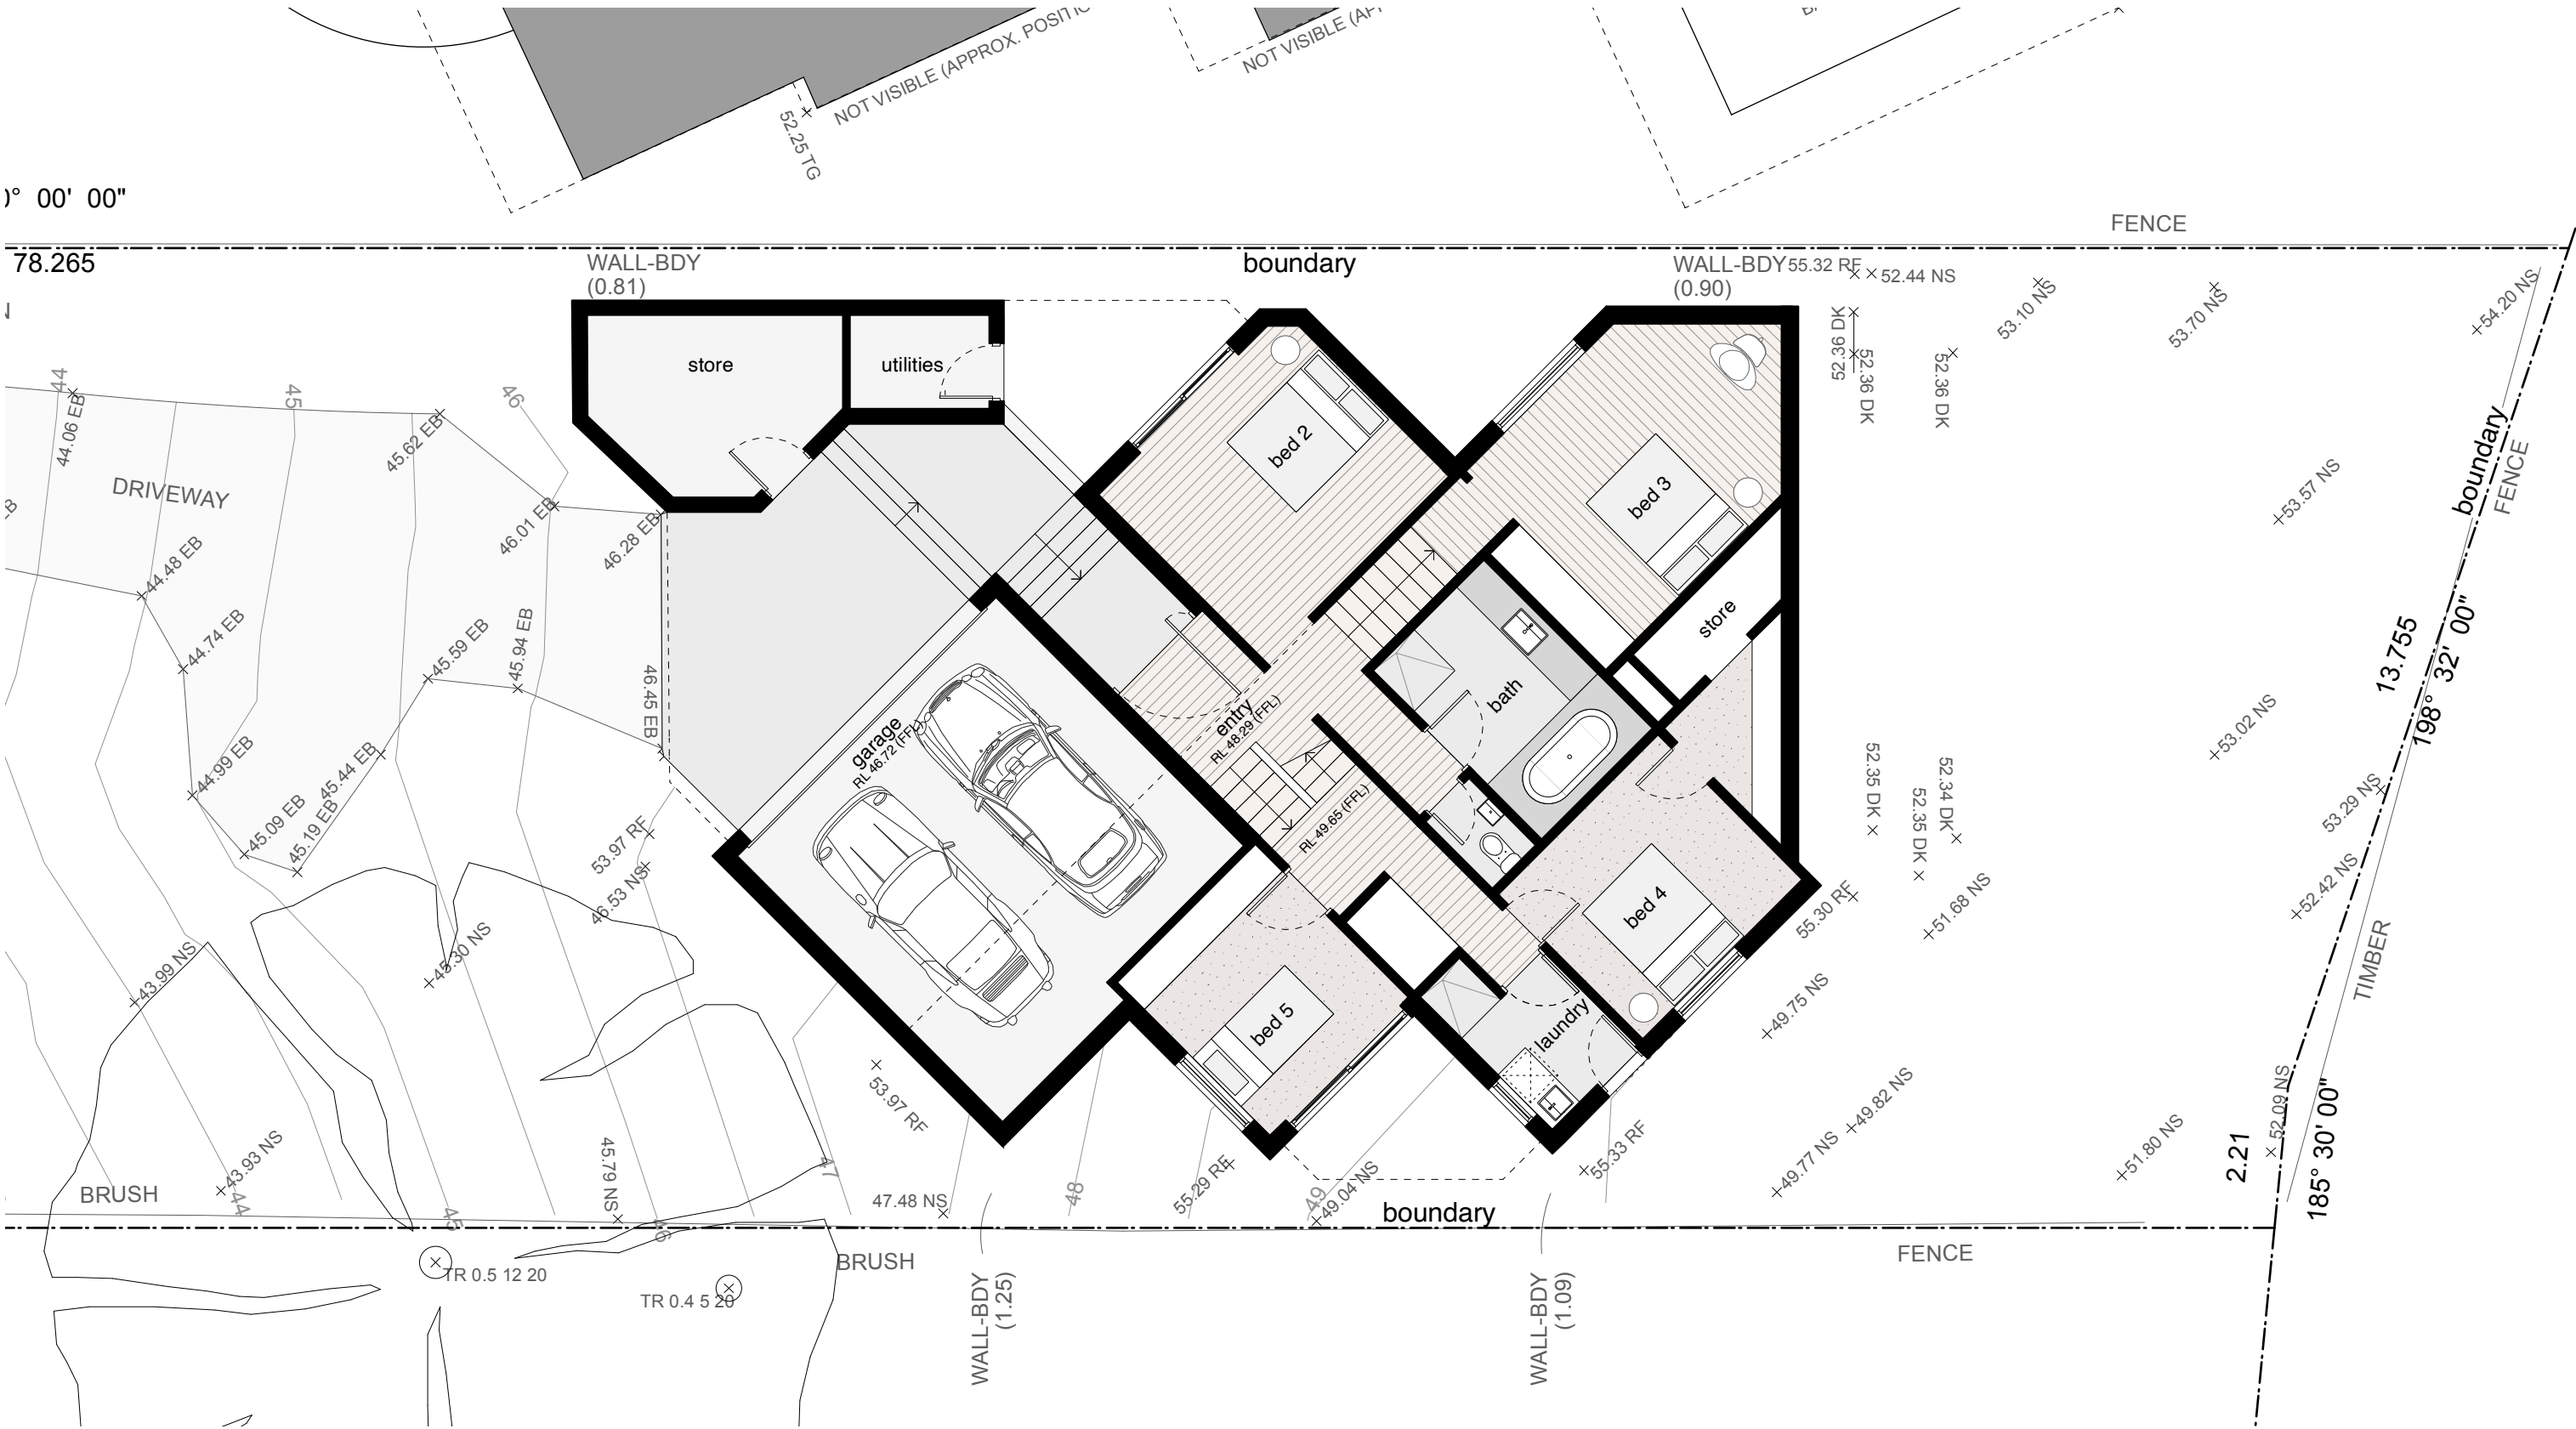 NOT VISIBLE (APPROX. POSITIO
NOT VISIBLE (AP
52.25 TG
0° 00' 00"
78.265
FENCE
WALL-BDY
(0.81)
boundary
WALL-BDY
(0.90)
55.32 RF
52.44 NS
53.10 NS
53.70 NS
54.20 NS
52.36 DK
52.36 DK
52.36 DK
store
utilities
44
44.06 EB
45
46
45.62 EB
DRIVEWAY
46.01 EB
46.28 EB
bed 2
bed 3
boundary
FENCE
53.57 NS
44.48 EB
44.74 EB
45.59 EB
45.94 EB
46.45 EB
store
bath
13.755
198° 32' 00"
garage
RL 46.72 (FFL)
entry
RL 48.29 (FFL)
RL 49.65 (FFL)
53.02 NS
44.99 EB
45.44 EB
45.09 EB
45.19 EB
53.97 RF
46.53 NS
52.35 DK
52.34 DK
52.35 DK
53.29 NS
52.42 NS
bed 4
55.30 RF
51.68 NS
43.99 NS
45.30 NS
TIMBER
49.75 NS
bed 5
laundry
53.97 RF
49.82 NS
52.09 NS
43.93 NS
45.79 NS
47
55.33 RF
49.77 NS
51.80 NS
2.21
185° 30' 00"
BRUSH
44
45
46
47.48 NS
48
55.29 RF
49
49.04 NS
boundary
TR 0.5 12 20
BRUSH
FENCE
TR 0.4 5 20
WALL-BDY
(1.25)
WALL-BDY
(1.09)